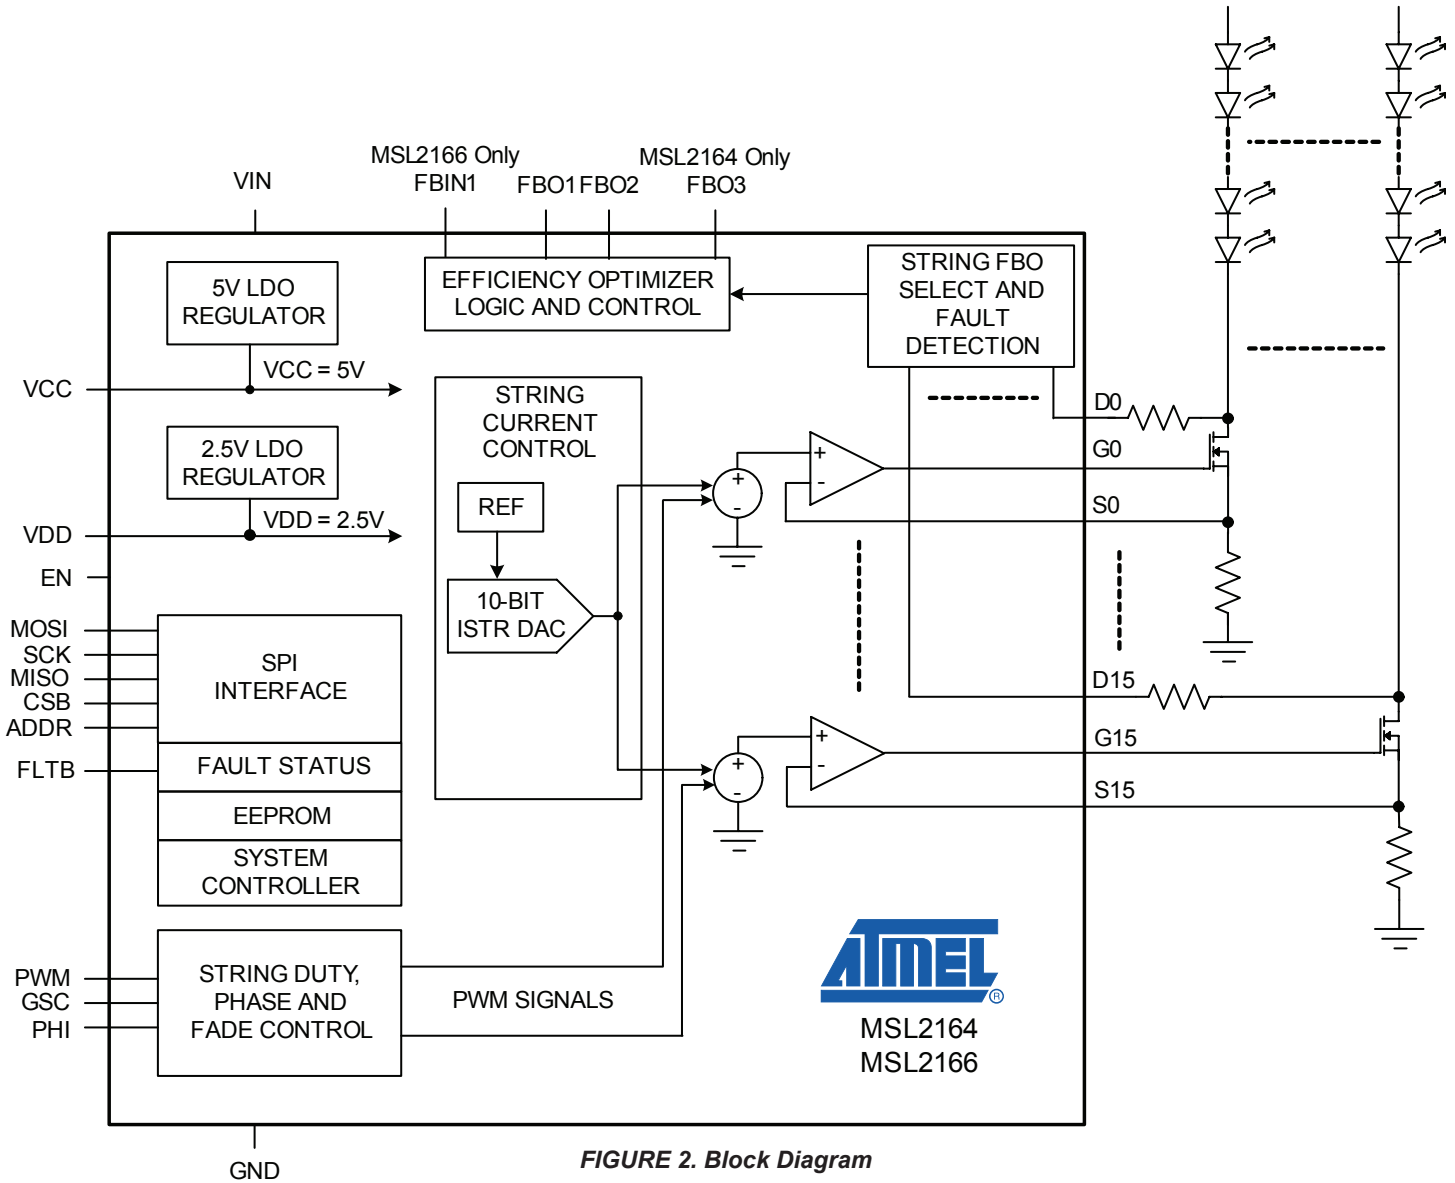 MSL2166 Only
FBIN1
FBO1
FBO2
MSL2164 Only
FBO3
VIN
5V LDO
REGULATOR
EFFICIENCY OPTIMIZER
LOGIC AND CONTROL
STRING FBO
SELECT AND
FAULT
DETECTION
VCC
VCC = 5V
2.5V LDO
REGULATOR
VDD
VDD = 2.5V
EN
STRING
CURRENT
CONTROL
REF
10-BIT
ISTR DAC
+
-
+
-
D0
G0
S0
MOSI
SCK
MISO
CSB
ADDR
SPI
INTERFACE
FLTB
FAULT STATUS
EEPROM
SYSTEM
CONTROLLER
+
-
+
-
D15
G15
S15
PWM
GSC
PHI
STRING DUTY,
PHASE AND
FADE CONTROL
PWM SIGNALS
ATMEL
®
MSL2164
MSL2166
GND
FIGURE 2. Block Diagram